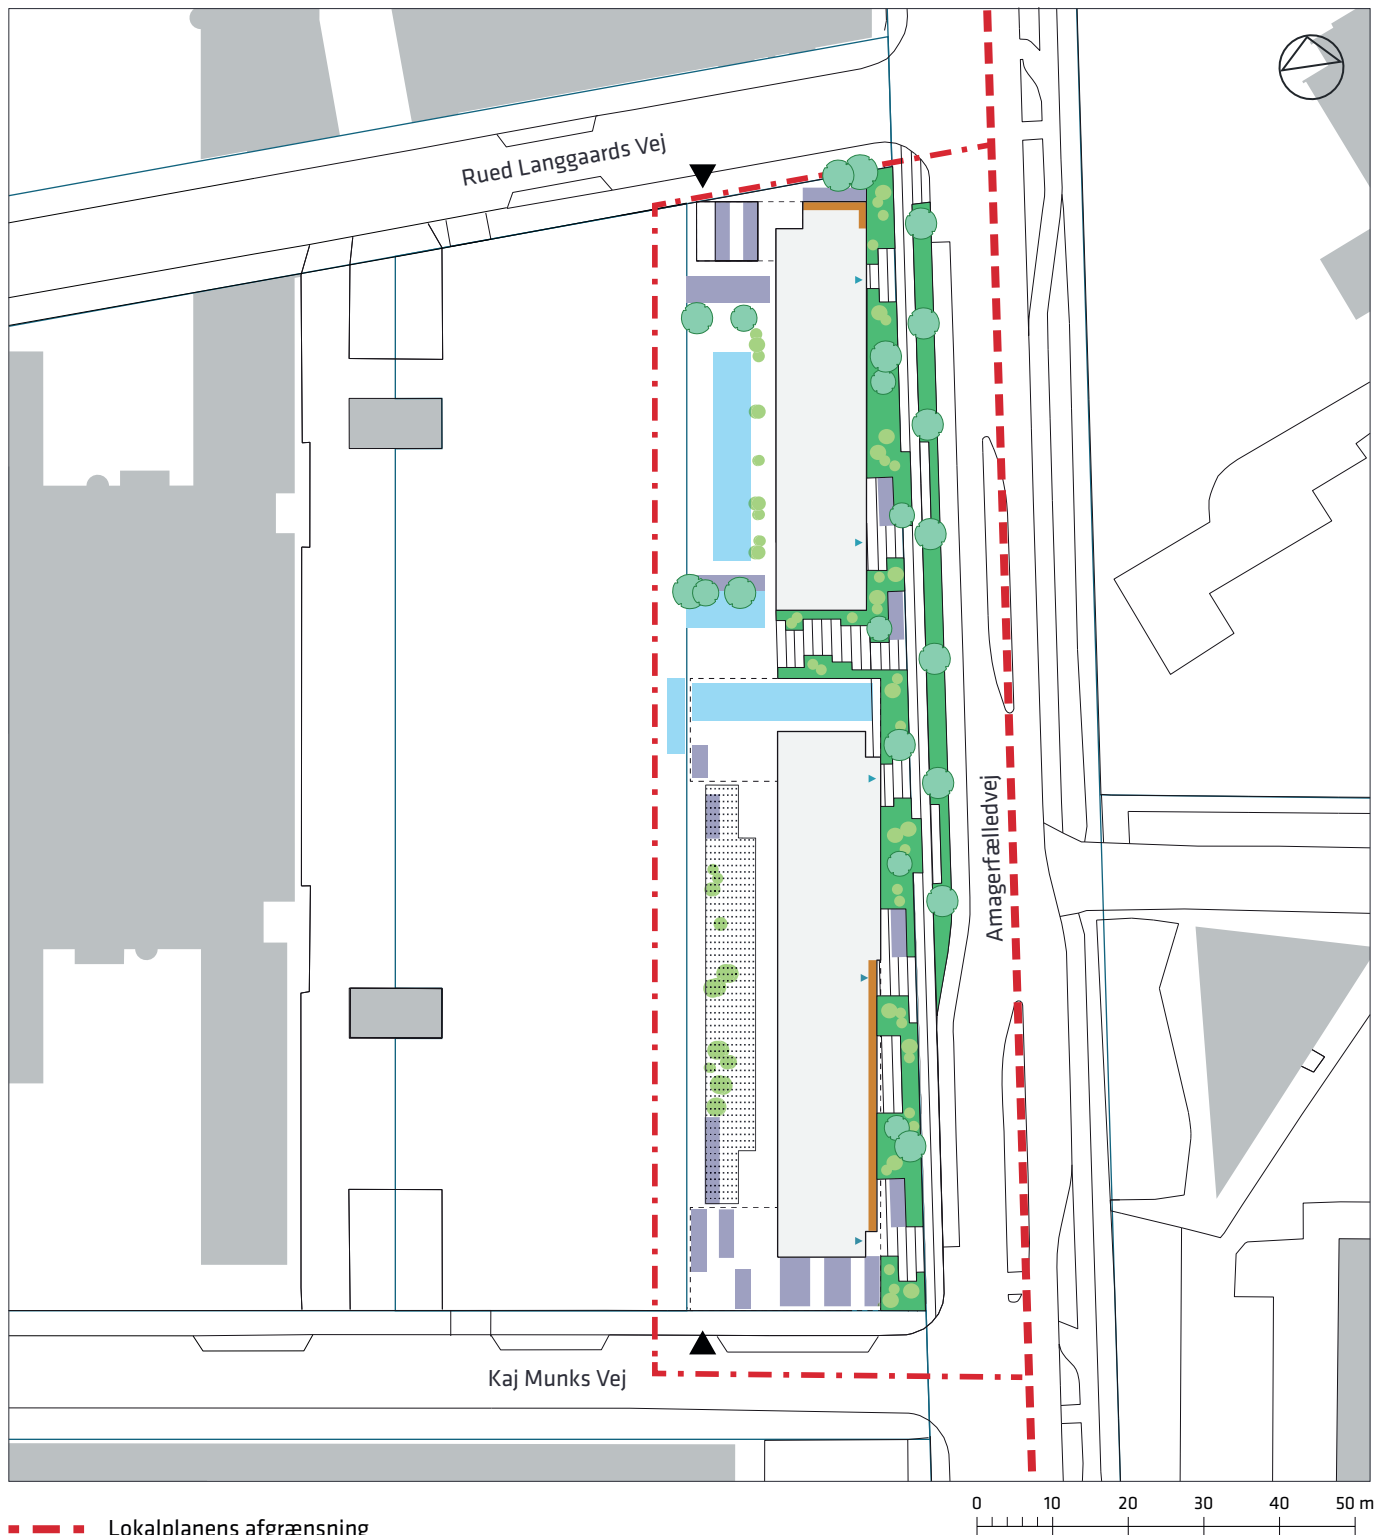 Rued Langgaards Vej
Amagerfælledvej
Kaj Munks Vej
0 10 20 30 40 50 m
Lokalplanens afgrænsning